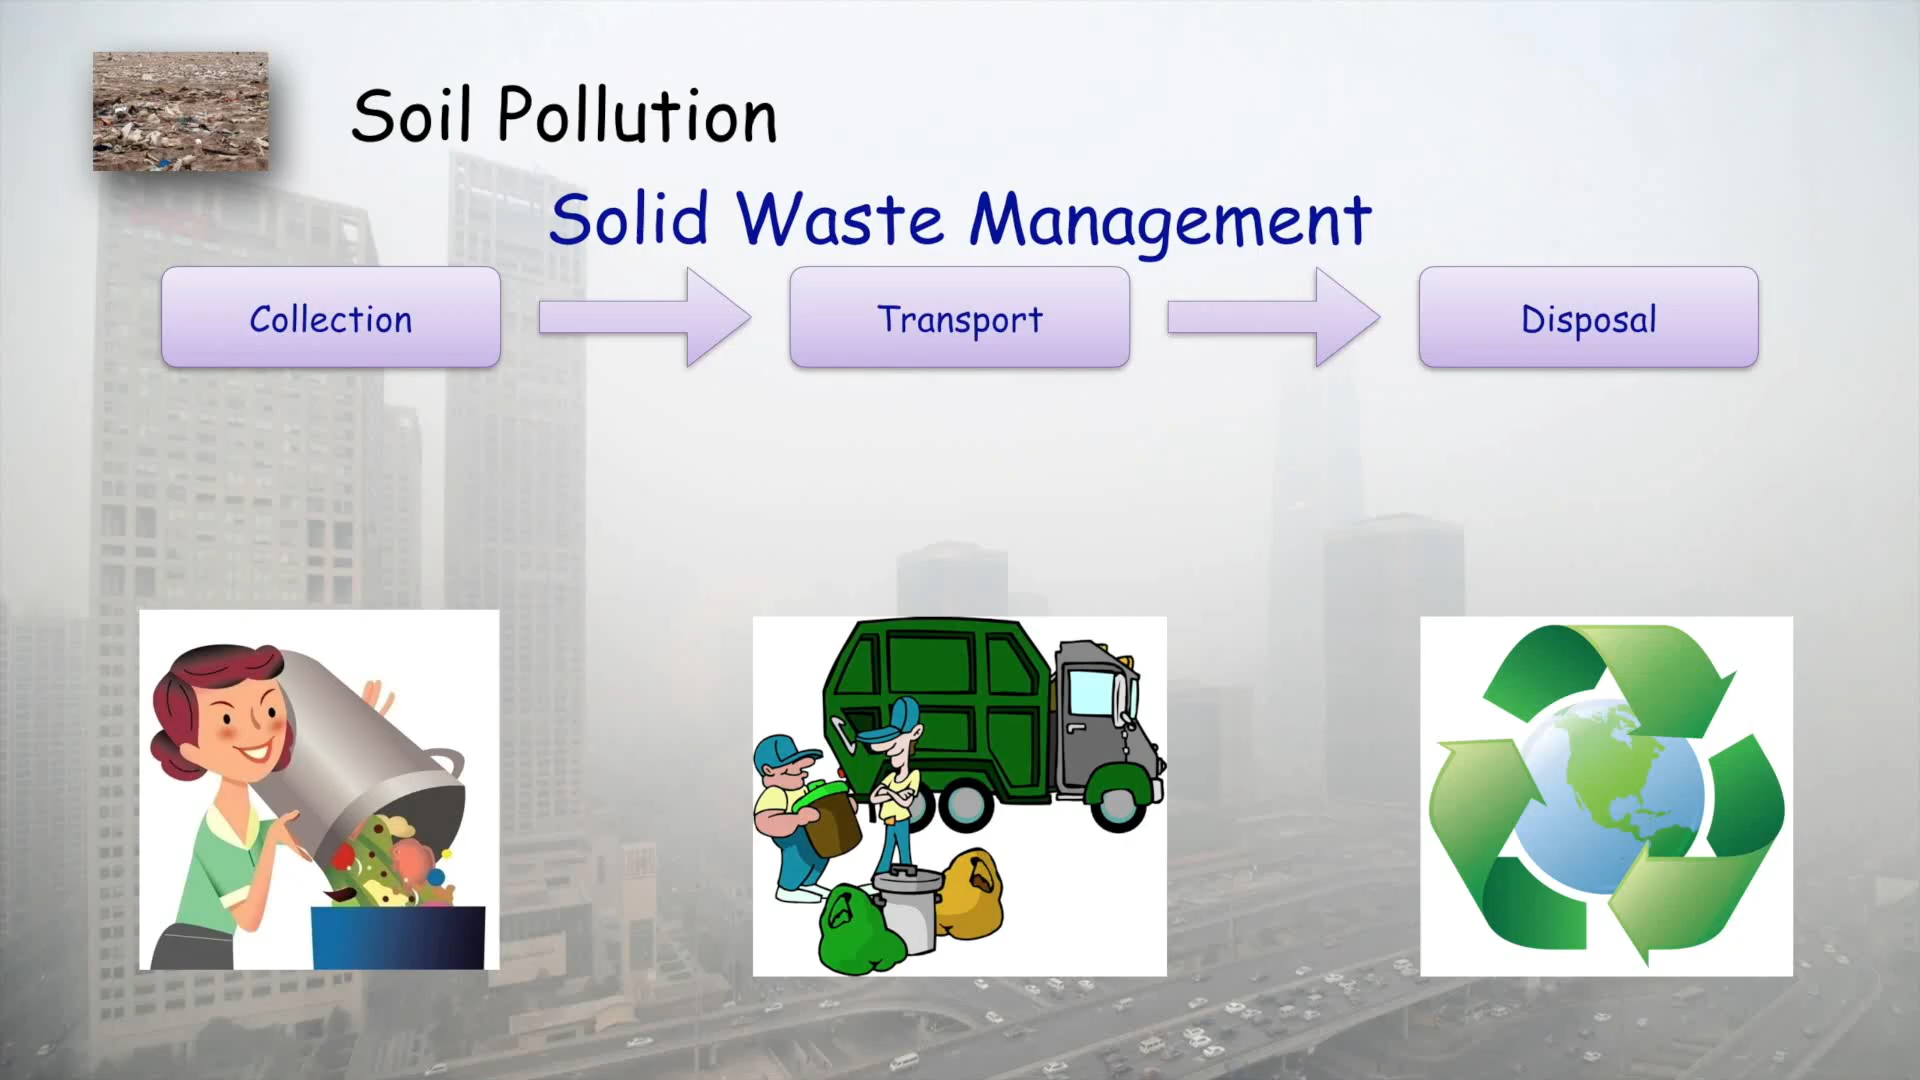 Soil Pollution
Solid Waste Management
Collection
Transport
Disposal